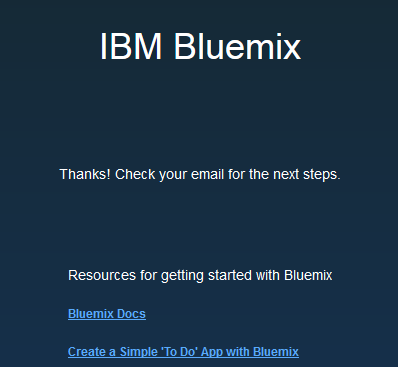 IBM Bluemix
Thanks! Check your email for the next steps.
Resources for getting started with Bluemix
Bluemix Docs
Create a Simple 'To Do' App with Bluemix